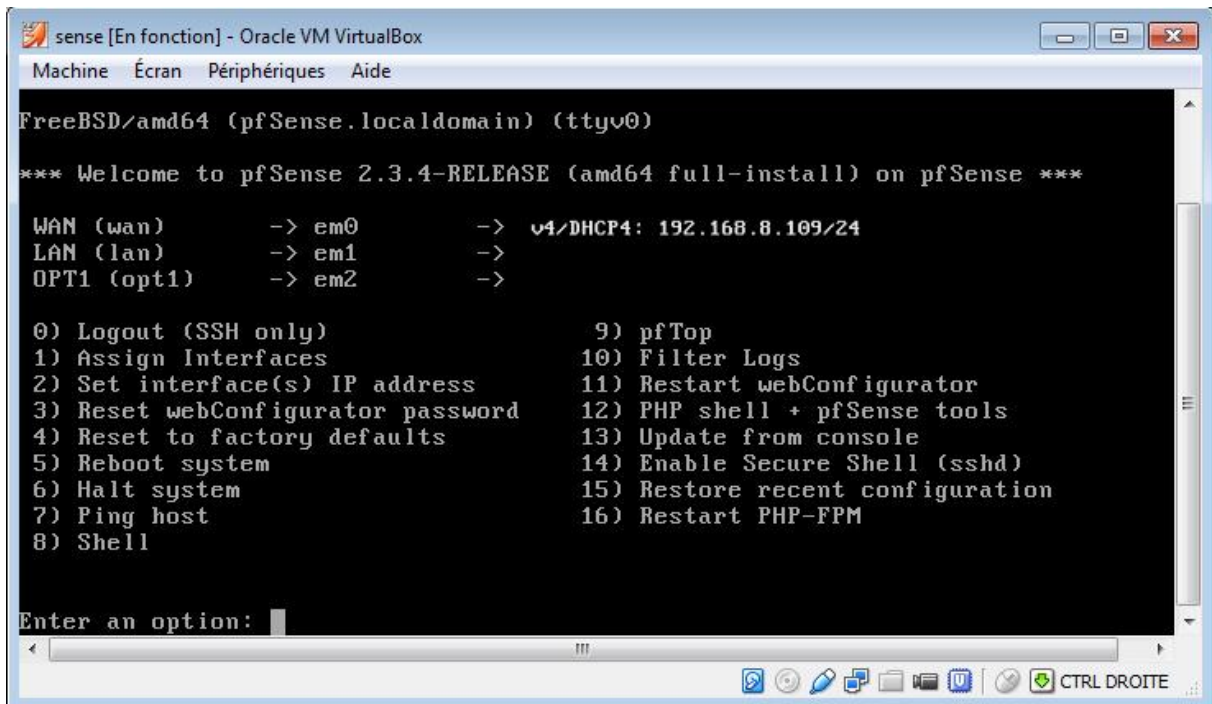 sense [En fonction] - Oracle VM VirtualBox
Machine Écran Périphériques Aide
FreeBSD/amd64 (pfSense.localdomain) (ttyv0)
*** Welcome to pfSense 2.3.4-RELEASE (amd64 full-install) on pfSense ***
WAN (wan) -> em0 -> v4/DHCP4: 192.168.8.109/24
LAN (lan) -> em1 ->
OPT1 (opt1) -> em2 ->
0) Logout (SSH only) 9) pfTop
1) Assign Interfaces 10) Filter Logs
2) Set interface(s) IP address 11) Restart webConfigurator
3) Reset webConfigurator password 12) PHP shell + pfSense tools
4) Reset to factory defaults 13) Update from console
5) Reboot system 14) Enable Secure Shell (sshd)
6) Halt system 15) Restore recent configuration
7) Ping host 16) Restart PHP-FPM
8) Shell
Enter an option:
CTRL DROITE